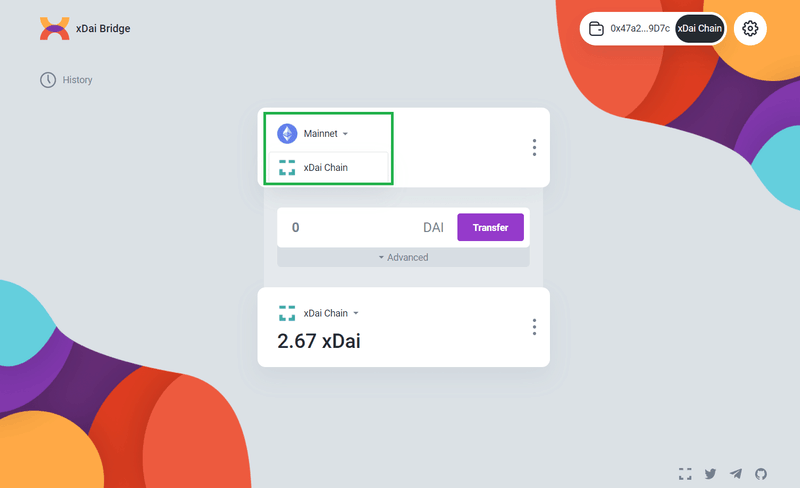 xDai Bridge
0x47a2...9D7c
xDai Chain
History
Mainnet
xDai Chain
0
DAI
Transfer
Advanced
xDai Chain
2.67 xDai